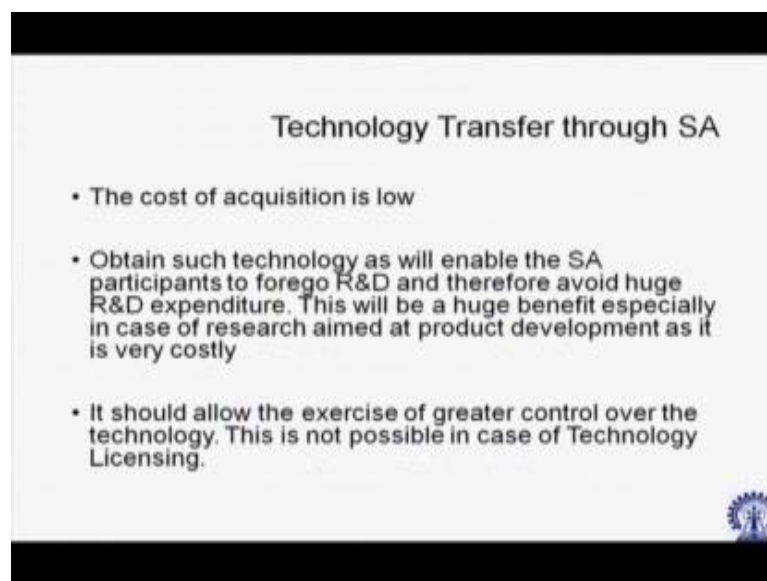 Technology Transfer through SA
• The cost of acquisition is low
• Obtain such technology as will enable the SA
participants to forego R&D and therefore avoid huge
R&D expenditure. This will be a huge benefit especially
in case of research aimed at product development as it
is very costly
• It should allow the exercise of greater control over the
technology. This is not possible in case of Technology
Licensing.